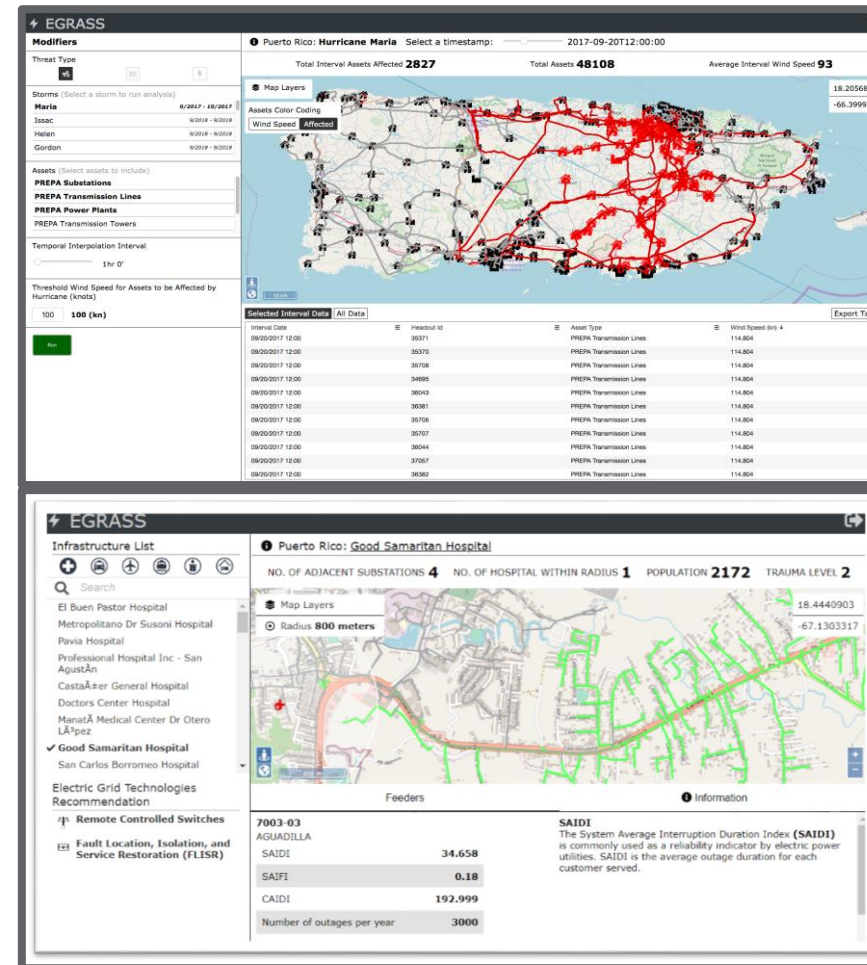 EGRASS
Modifiers
Threat Type
Storms (Select a storm to run analysis)
Maria 9/2017 - 10/2017
Issac 9/2018 - 9/2018
Helen 9/2018 - 9/2018
Gordon 9/2018 - 9/2018
Assets (Select assets to include)
PREPA Substations
PREPA Transmission Lines
PREPA Power Plants
PREPA Transmission Towers
Temporal Interpolation Interval
1hr 0'
Threshold Wind Speed for Assets to be Affected by
Hurricane (knots)
100 100 (kn)
Run
Puerto Rico: Hurricane Maria Select a timestamp: 2017-09-20T12:00:00
Total Interval Assets Affected 2827 Total Assets 48108 Average Interval Wind Speed 93
Map Layers
18.20568
-66.3999
Assets Color Coding
Wind Speed Affected
Selected Interval Data All Data Export Ta
Interval Date Headout Id Asset Type Wind Speed (kn)
09/20/2017 12:00 35371 PREPA Transmission Lines 114.804
09/20/2017 12:00 35370 PREPA Transmission Lines 114.804
09/20/2017 12:00 35708 PREPA Transmission Lines 114.804
09/20/2017 12:00 34695 PREPA Transmission Lines 114.804
09/20/2017 12:00 36043 PREPA Transmission Lines 114.804
09/20/2017 12:00 36381 PREPA Transmission Lines 114.804
09/20/2017 12:00 35706 PREPA Transmission Lines 114.804
09/20/2017 12:00 35707 PREPA Transmission Lines 114.804
09/20/2017 12:00 36044 PREPA Transmission Lines 114.804
09/20/2017 12:00 37057 PREPA Transmission Lines 114.804
09/20/2017 12:00 36382 PREPA Transmission Lines 114.804
EGRASS
Infrastructure List
Search
El Buen Pastor Hospital
Metropolitano Dr Susoni Hospital
Pavia Hospital
Professional Hospital Inc - San
AgustÃn
CastaÃ±er General Hospital
Doctors Center Hospital
ManatÃ­ Medical Center Dr Otero
LÃ³pez
Good Samaritan Hospital
San Carlos Borromeo Hospital
Electric Grid Technologies
Recommendation
Remote Controlled Switches
Fault Location, Isolation, and
Service Restoration (FLISR)
Puerto Rico: Good Samaritan Hospital
NO. OF ADJACENT SUBSTATIONS 4 NO. OF HOSPITAL WITHIN RADIUS 1 POPULATION 2172 TRAUMA LEVEL 2
Map Layers
Radius 800 meters
18.4440903
-67.1303317
Feeders
7003-03
AGUADILLA
SAIDI 34.658
SAIFI 0.18
CAIDI 192.999
Number of outages per year 3000
Information
SAIDI
The System Average Interruption Duration Index (SAIDI)
is commonly used as a reliability indicator by electric power
utilities. SAIDI is the average outage duration for each
customer served.